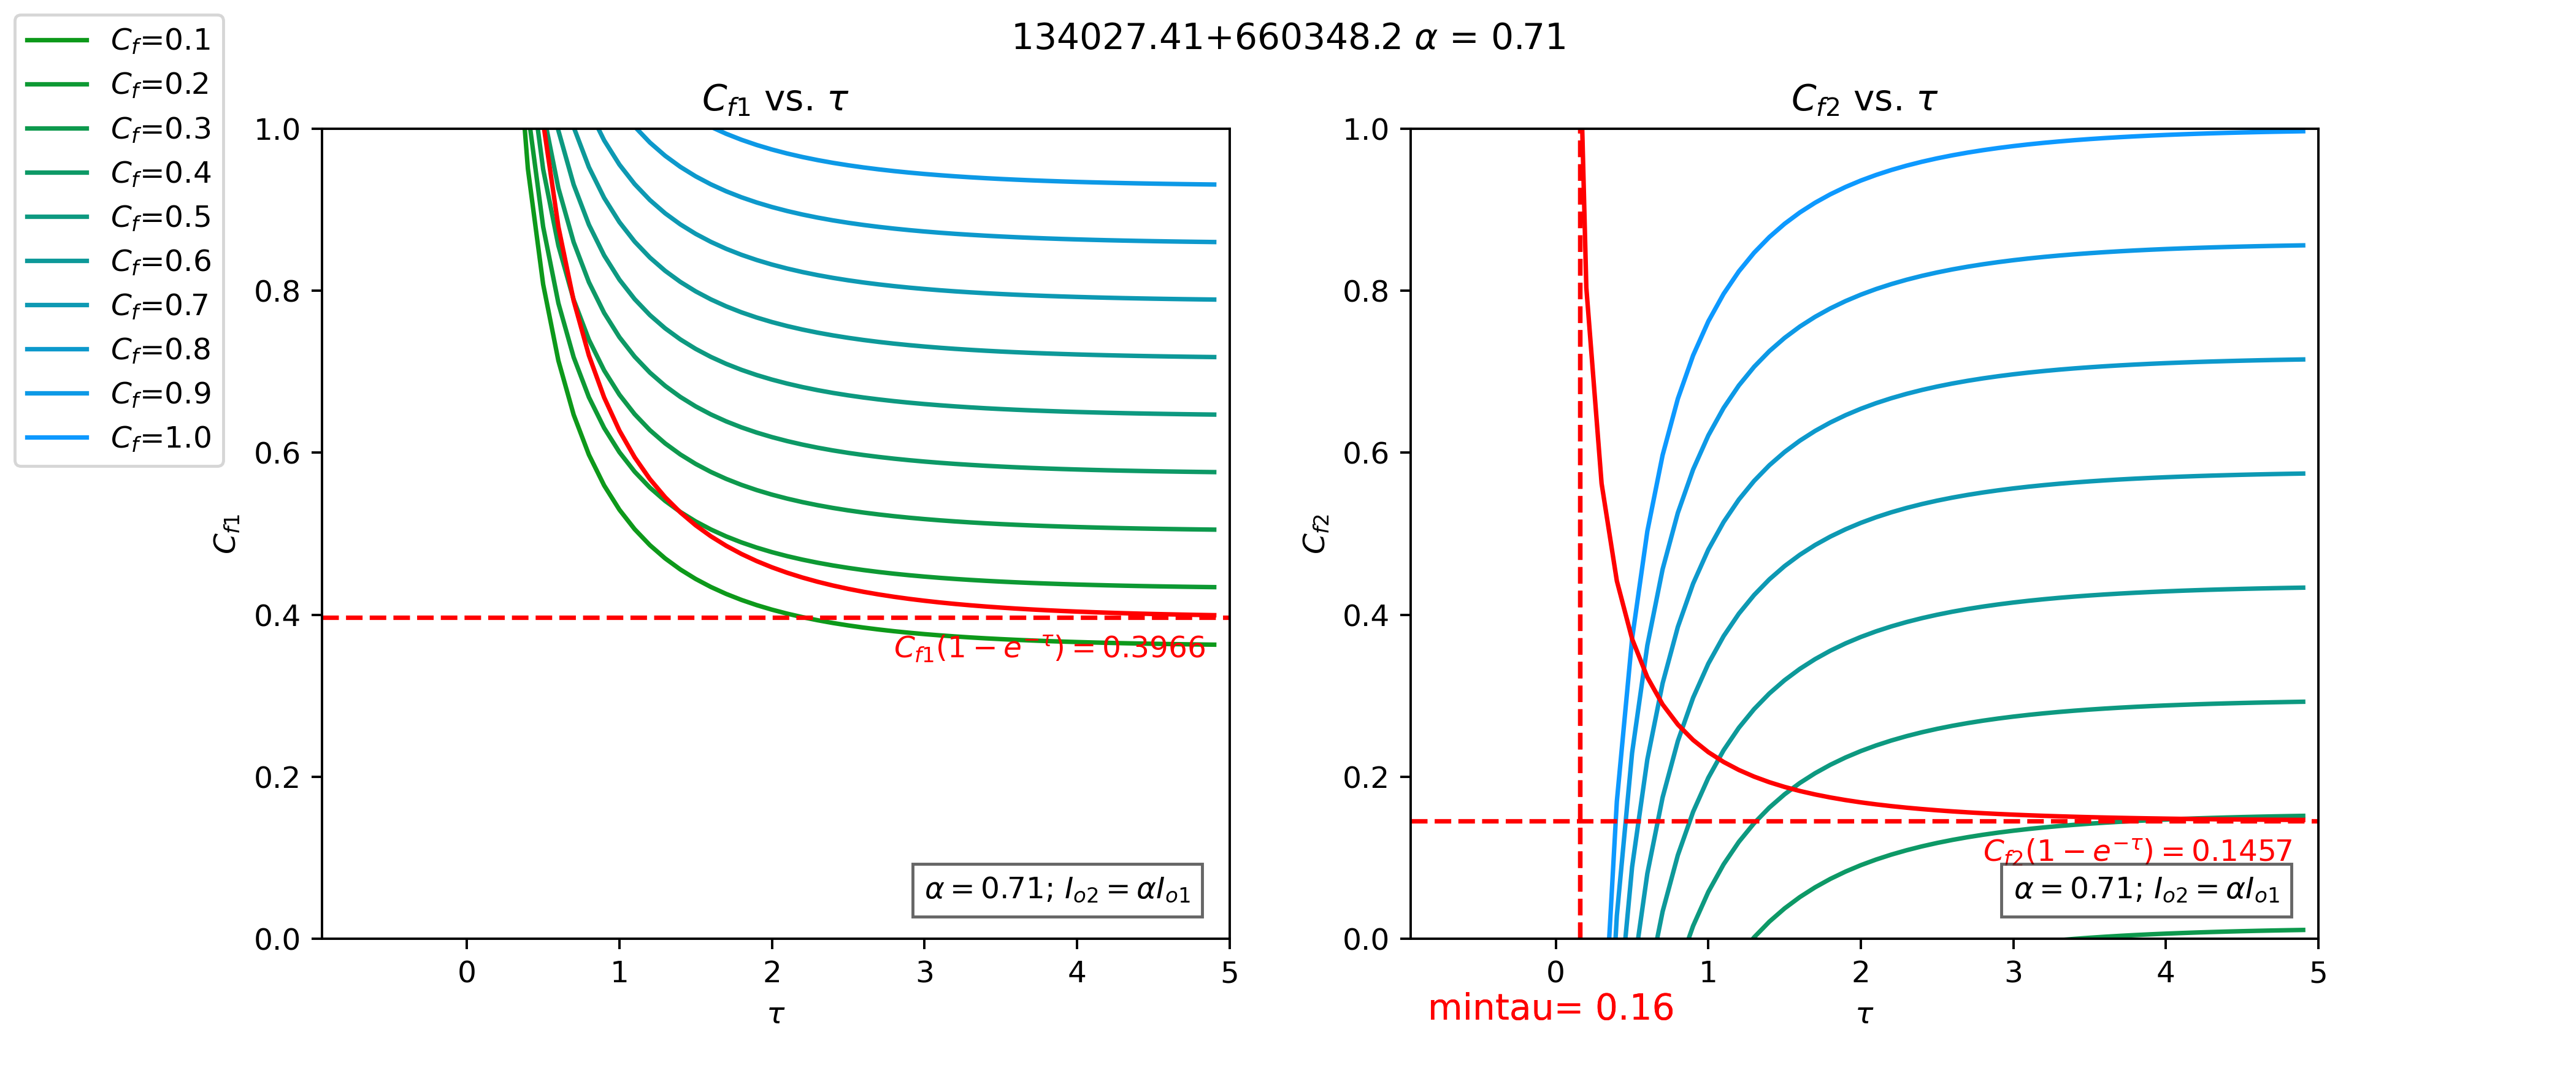 134027.41+660348.2 α = 0.71
C_f=0.1
C_f=0.2
C_f=0.3
C_f=0.4
C_f=0.5
C_f=0.6
C_f=0.7
C_f=0.8
C_f=0.9
C_f=1.0
C_f1 vs. τ
1.0
0.8
0.6
0.4
0.2
0.0
C_f1
C_f1(1 − e^−τ) = 0.3966
α = 0.71; I_o2 = αI_o1
0 1 2 3 4 5
τ
C_f2 vs. τ
1.0
0.8
0.6
0.4
0.2
0.0
C_f2
C_f2(1 − e^−τ) = 0.1457
α = 0.71; I_o2 = αI_o1
0 1 2 3 4 5
mintau= 0.16
τ